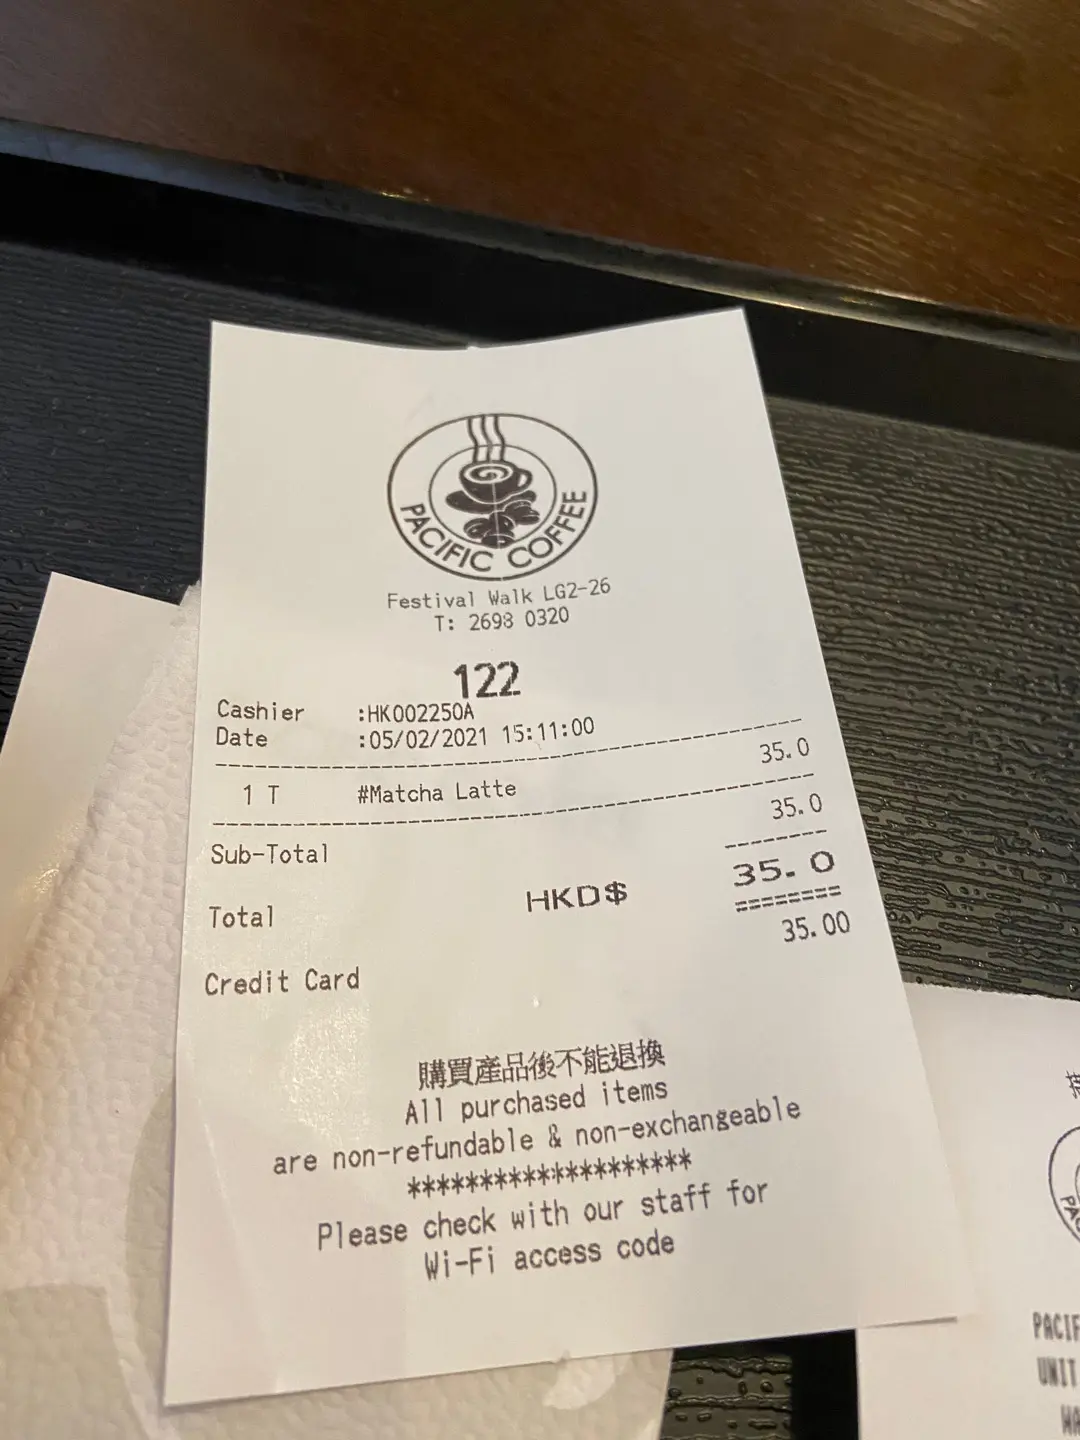 PACIFIC COFFEE
Festival Walk LG2-26
T: 2698 0320
122
Cashier :HK002250A
Date :05/02/2021 15:11:00
1 T #Matcha Latte 35.0
Sub-Total 35.0
Total HKD$ 35.0
========
Credit Card 35.00
購買產品後不能退換
All purchased items
are non-refundable & non-exchangeable
********************
Please check with our staff for
Wi-Fi access code
PACIF
UNIT